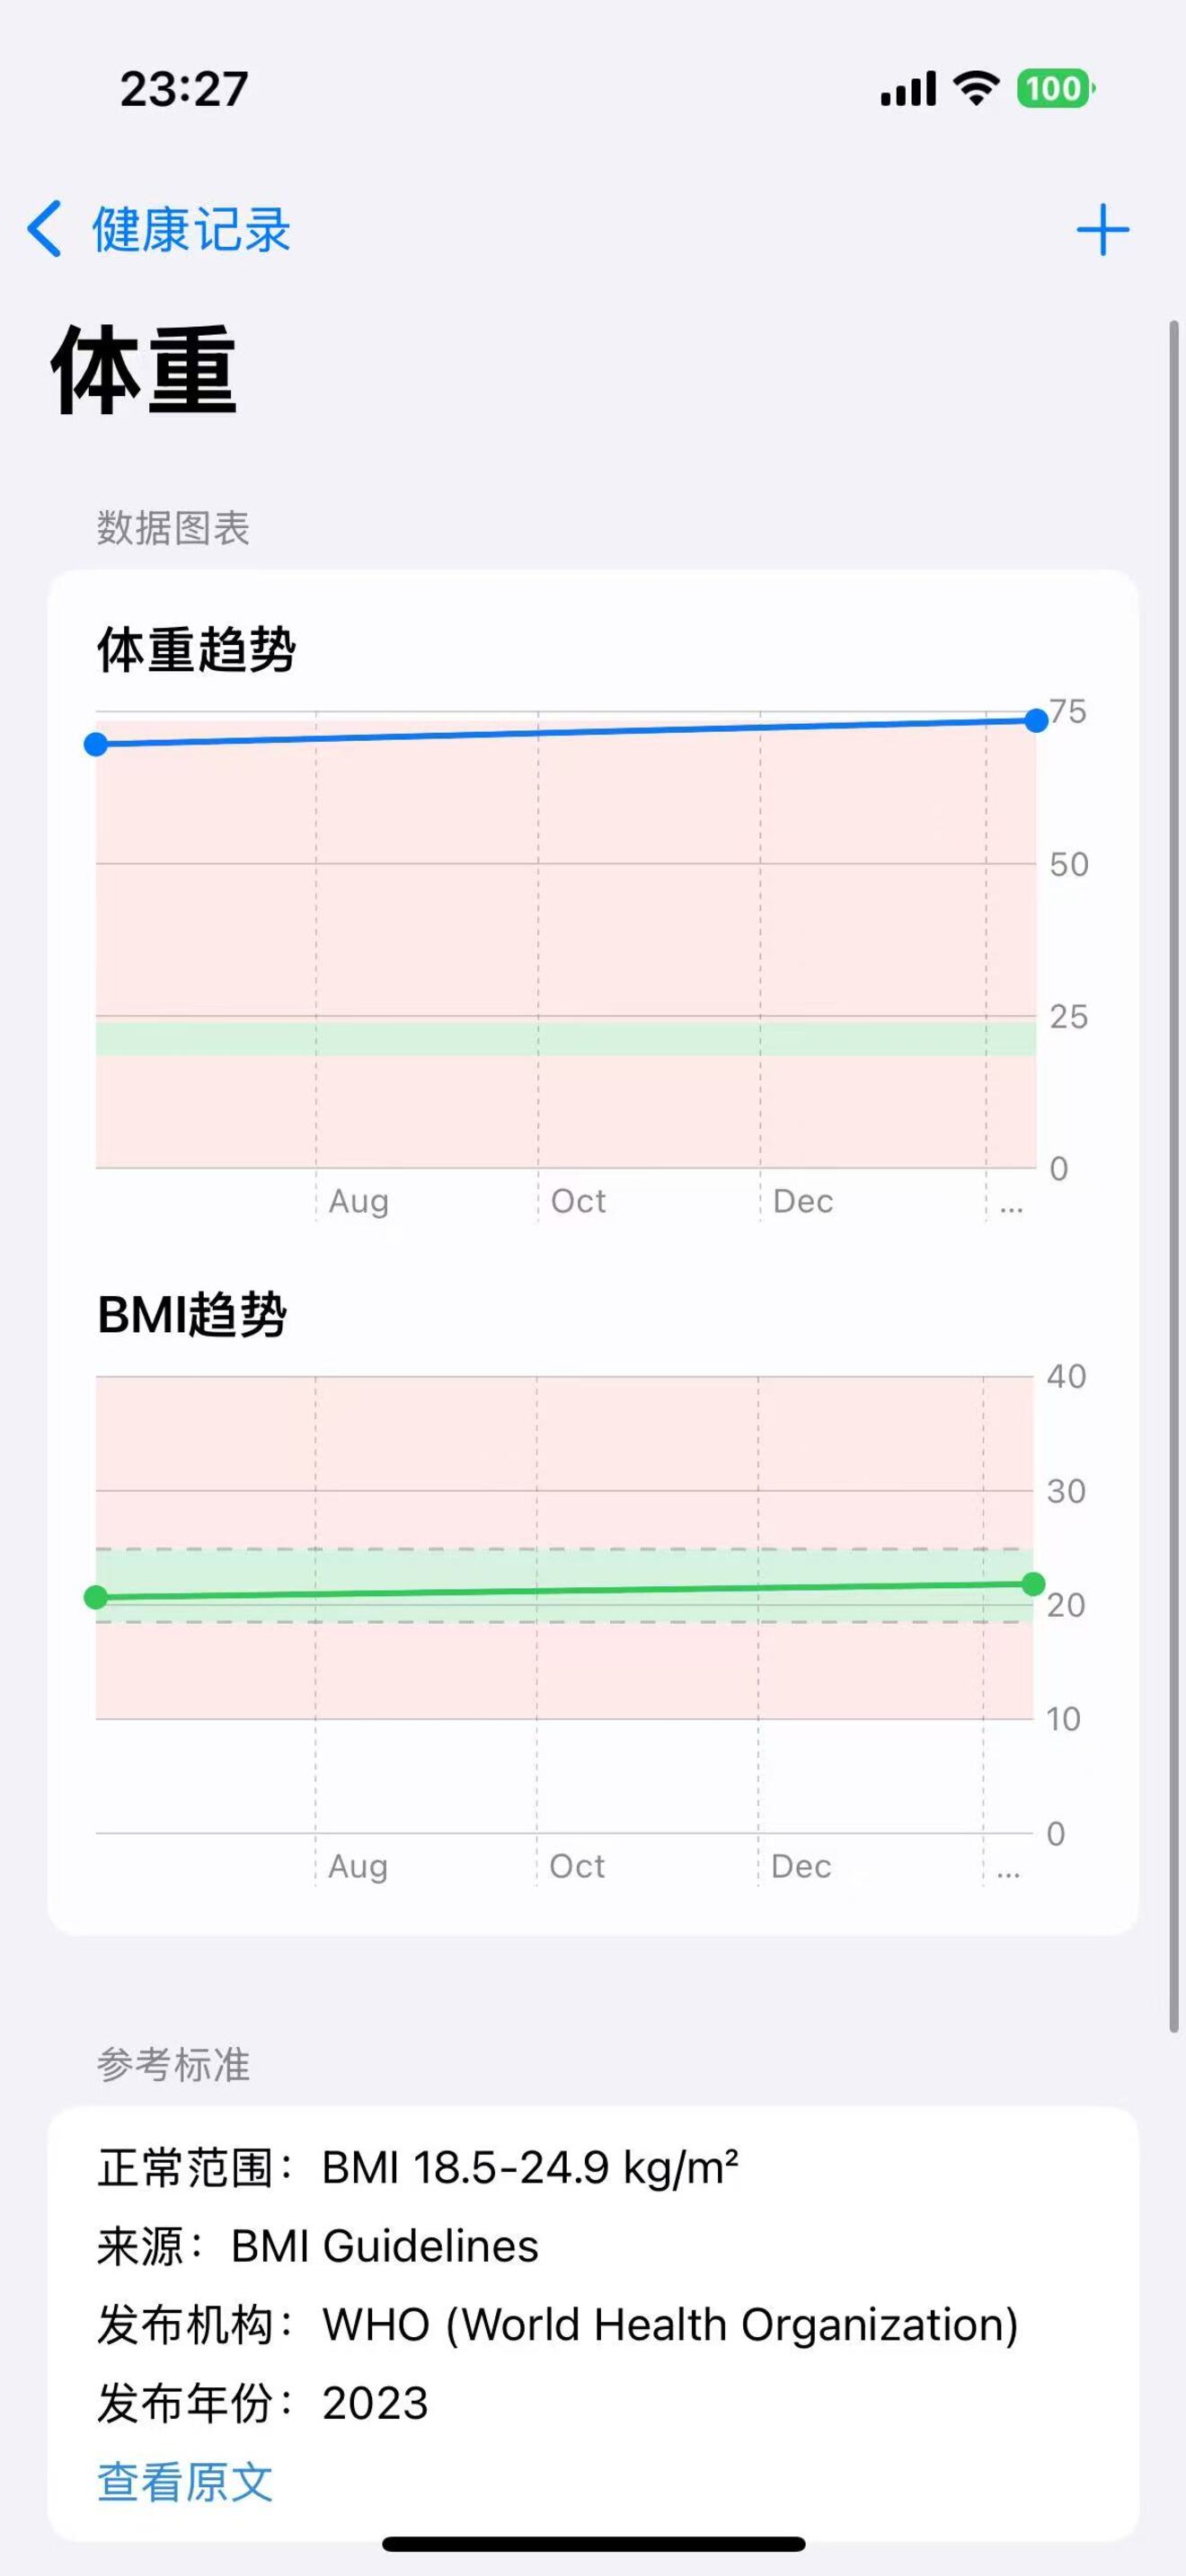 23:27
100
健康记录
体重
数据图表
体重趋势
75
50
25
0
Aug Oct Dec ...
BMI趋势
40
30
20
10
0
Aug Oct Dec ...
参考标准
正常范围：BMI 18.5-24.9 kg/m²
来源：BMI Guidelines
发布机构：WHO (World Health Organization)
发布年份：2023
查看原文